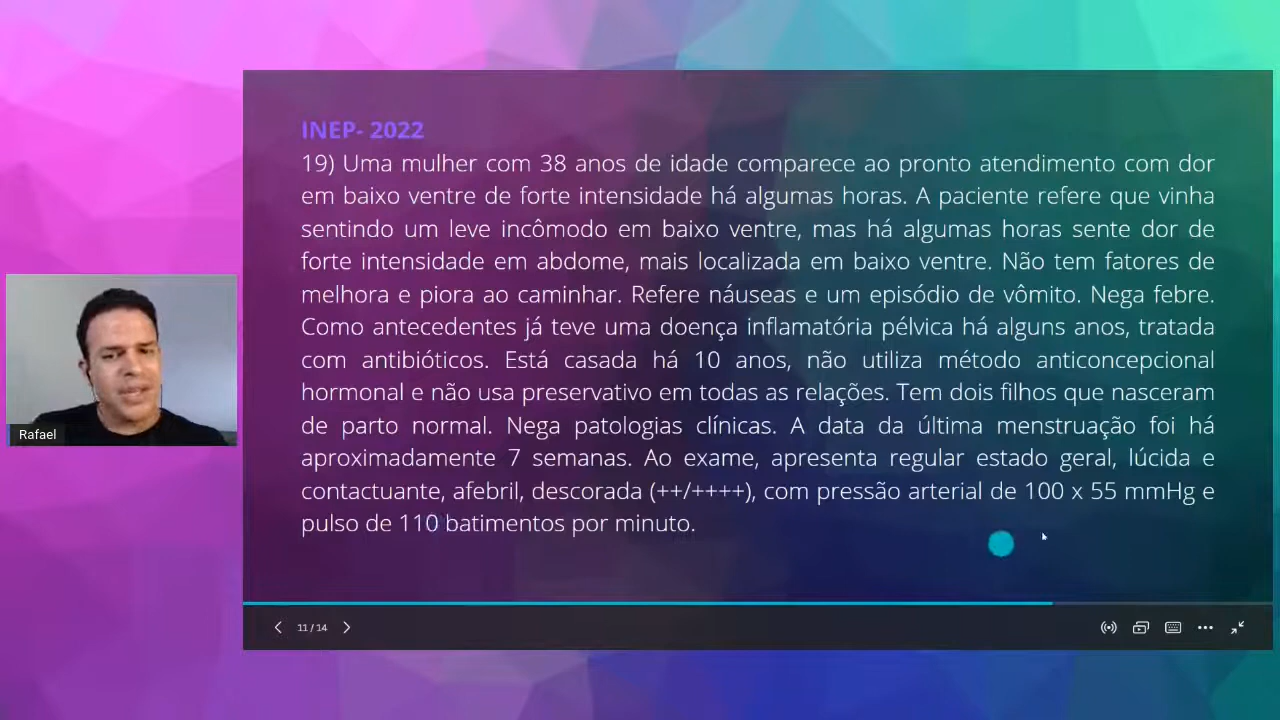 INEP- 2022
19) Uma mulher com 38 anos de idade comparece ao pronto atendimento com dor
em baixo ventre de forte intensidade há algumas horas. A paciente refere que vinha
sentindo um leve incômodo em baixo ventre, mas há algumas horas sente dor de
forte intensidade em abdome, mais localizada em baixo ventre. Não tem fatores de
melhora e piora ao caminhar. Refere náuseas e um episódio de vômito. Nega febre.
Como antecedentes já teve uma doença inflamatória pélvica há alguns anos, tratada
com antibióticos. Está casada há 10 anos, não utiliza método anticoncepcional
hormonal e não usa preservativo em todas as relações. Tem dois filhos que nasceram
de parto normal. Nega patologias clínicas. A data da última menstruação foi há
aproximadamente 7 semanas. Ao exame, apresenta regular estado geral, lúcida e
contactuante, afebril, descorada (++/++++), com pressão arterial de 100 x 55 mmHg e
pulso de 110 batimentos por minuto.
Rafael
11 / 14